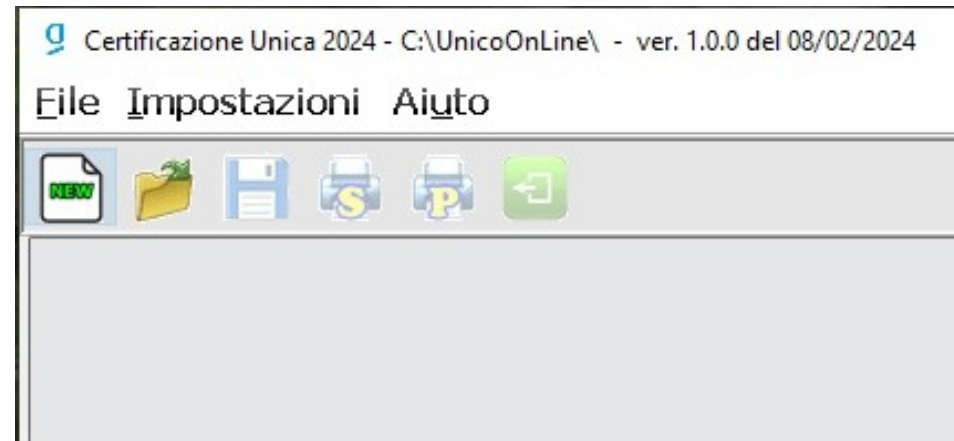 Certificazione Unica 2024 - C:\UnicoOnLine\ - ver. 1.0.0 del 08/02/2024
File Impostazioni Aiuto
NEW S P